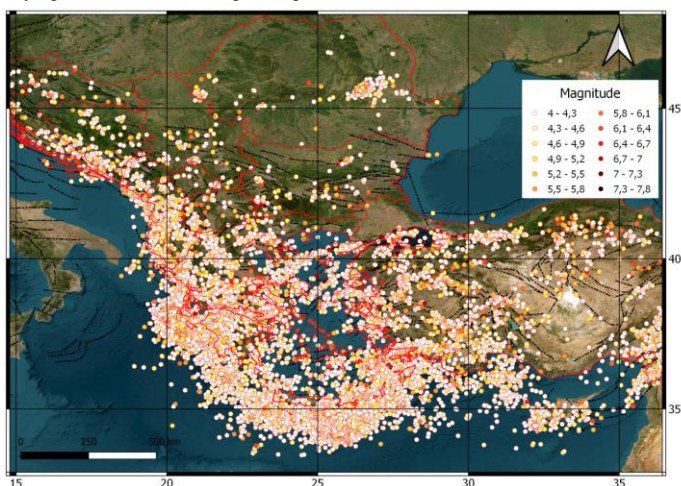 Magnitude
4 - 4,3 5,8 - 6,1
4,3 - 4,6 6,1 - 6,4
4,6 - 4,9 6,4 - 6,7
4,9 - 5,2 6,7 - 7
5,2 - 5,5 7 - 7,3
5,5 - 5,8 7,3 - 7,8
45
40
35
0 250 500 km
15 20 25 30 35